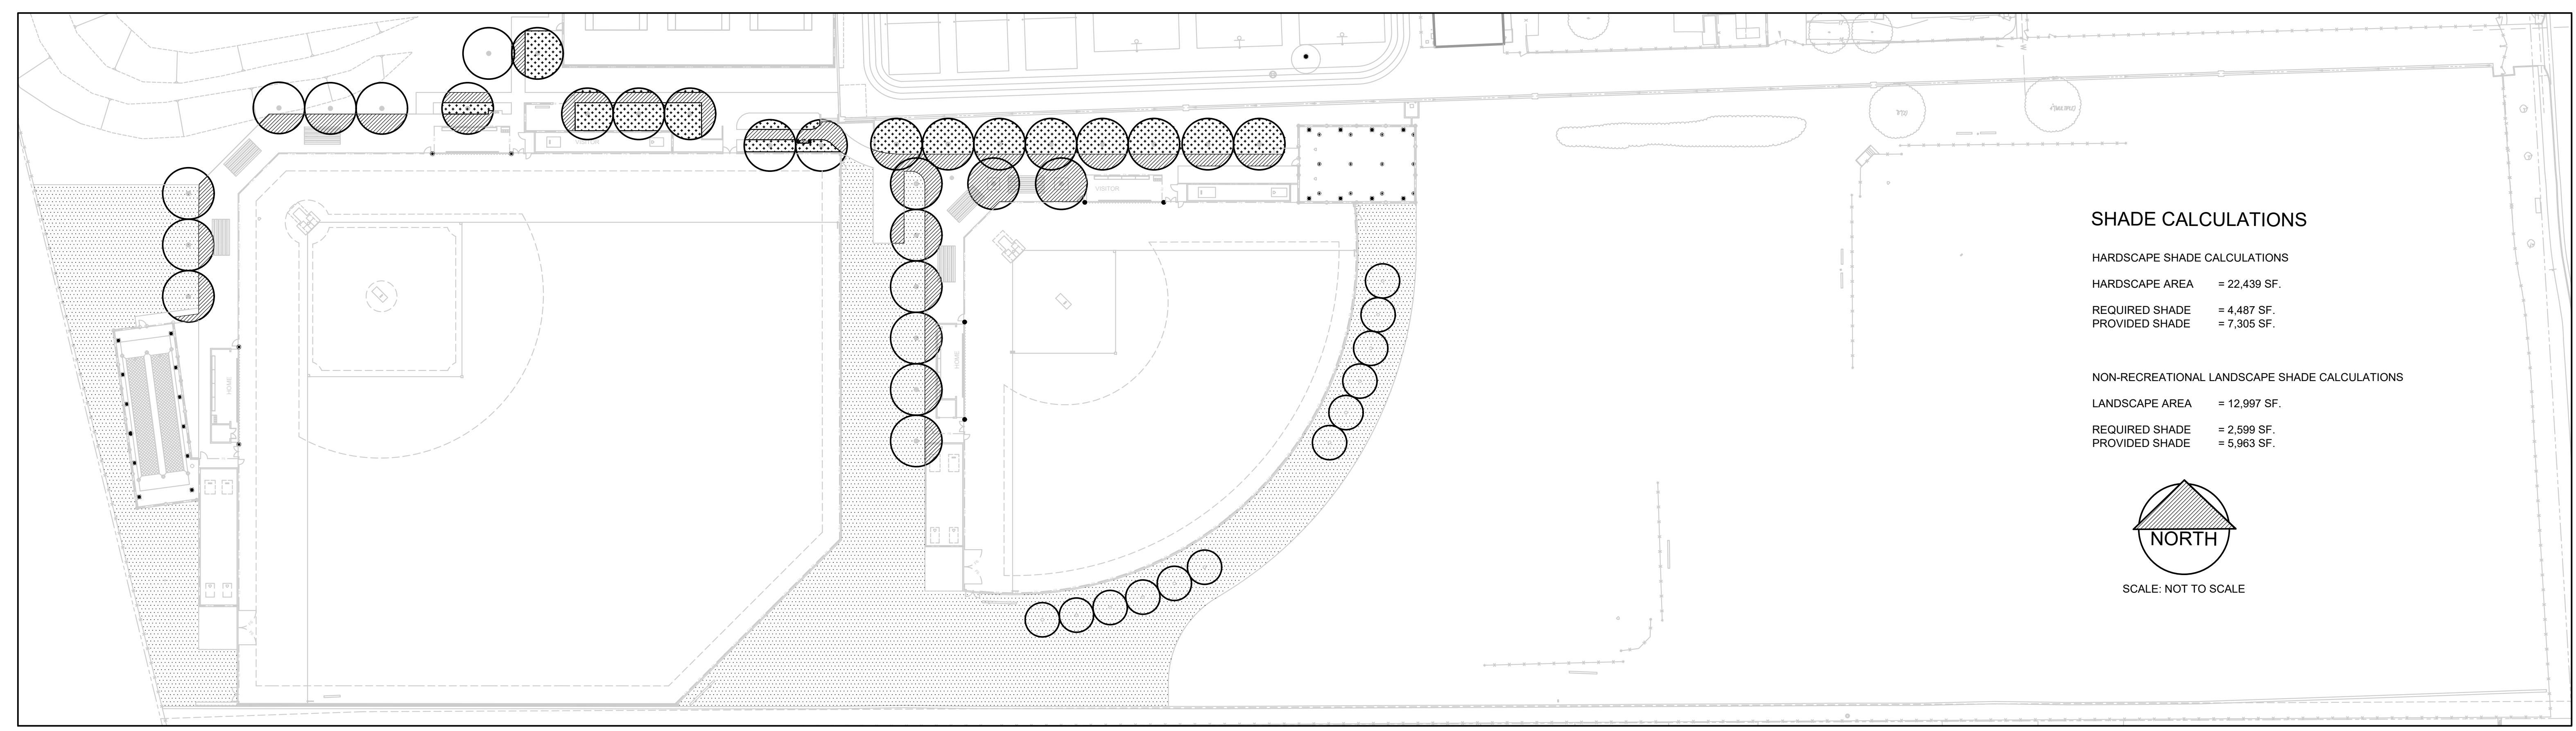 VISITOR
VISITOR
HOME
HOME
SHADE CALCULATIONS
HARDSCAPE SHADE CALCULATIONS
HARDSCAPE AREA = 22,439 SF.
REQUIRED SHADE = 4,487 SF.
PROVIDED SHADE = 7,305 SF.
NON-RECREATIONAL LANDSCAPE SHADE CALCULATIONS
LANDSCAPE AREA = 12,997 SF.
REQUIRED SHADE = 2,599 SF.
PROVIDED SHADE = 5,963 SF.
NORTH
SCALE: NOT TO SCALE